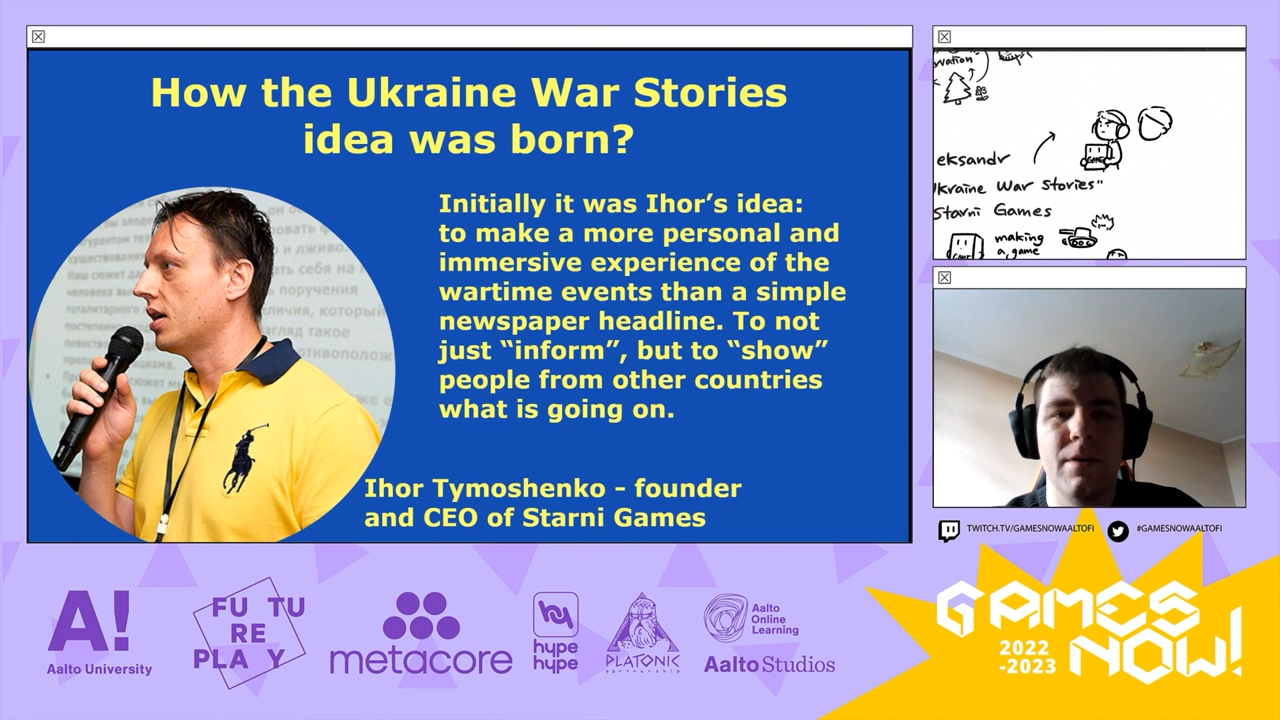 How the Ukraine War Stories
idea was born?
Initially it was Ihor’s idea:
to make a more personal and
immersive experience of the
wartime events than a simple
newspaper headline. To not
just “inform”, but to “show”
people from other countries
what is going on.
Ihor Tymoshenko - founder
and CEO of Starni Games
eksandr
kraine War Stories"
Starni Games
making
a game
TWITCH.TV/GAMESNOWAALTOFI
#GAMESNOWAALTOFI
A!
Aalto University
FU TU
RE
PLA Y
metacore
hype
hype
PLATONIC
partnership
Aalto
Online
Learning
Aalto Studios
GAMES
NOW!
2022
-2023